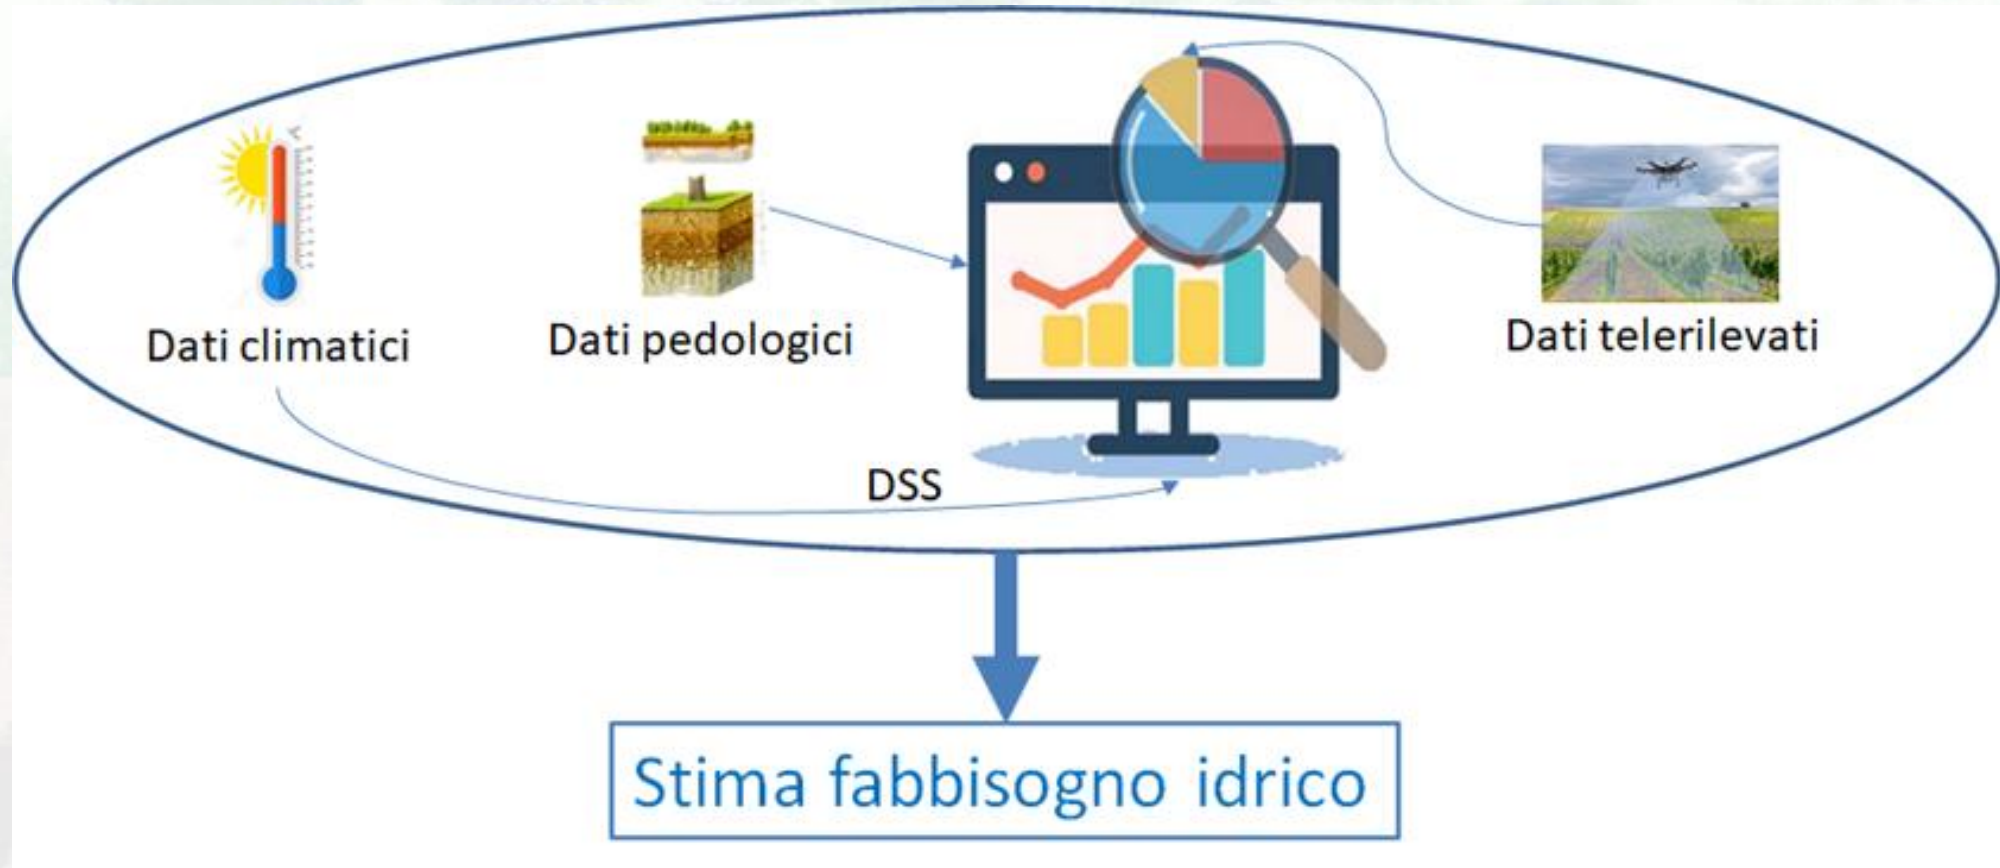 Dati climatici
Dati pedologici
Dati telerilevati
DSS
Stima fabbisogno idrico